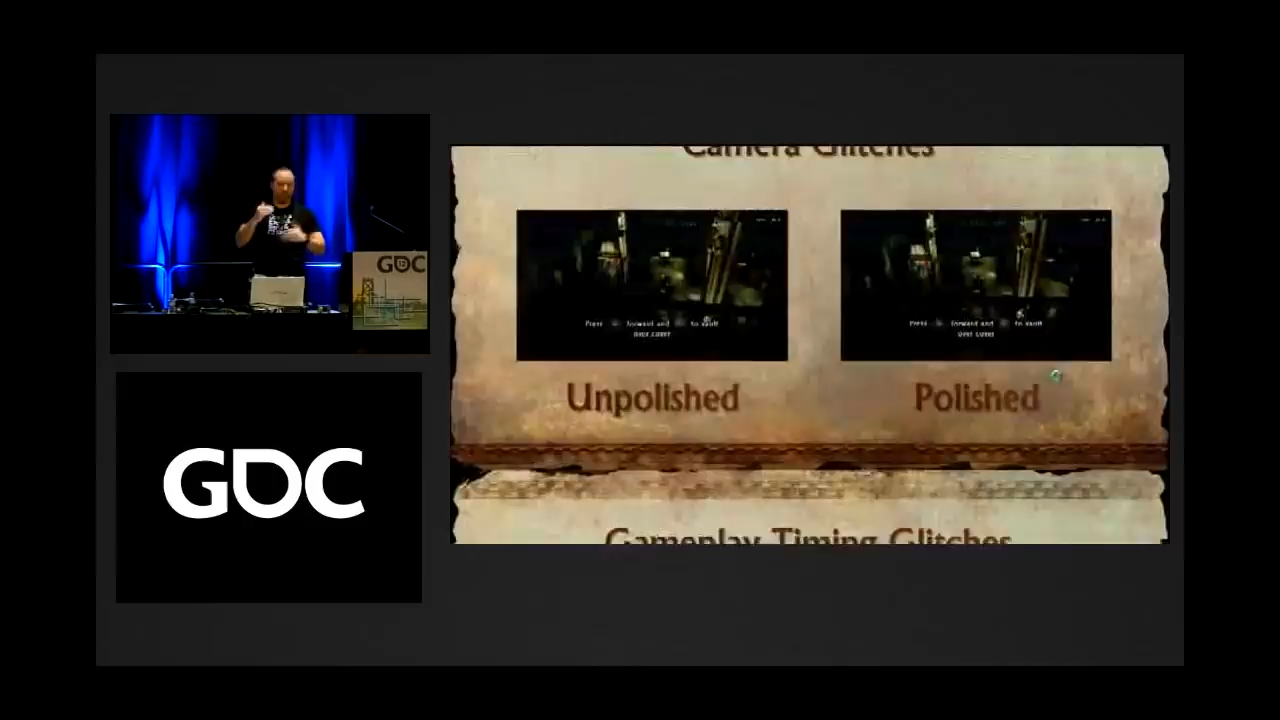 GDC
GDC
Camera Glitches
Press forward and to vault
over cover
Press forward and to vault
over cover
Unpolished
Polished
Gameplay Timing Glitches